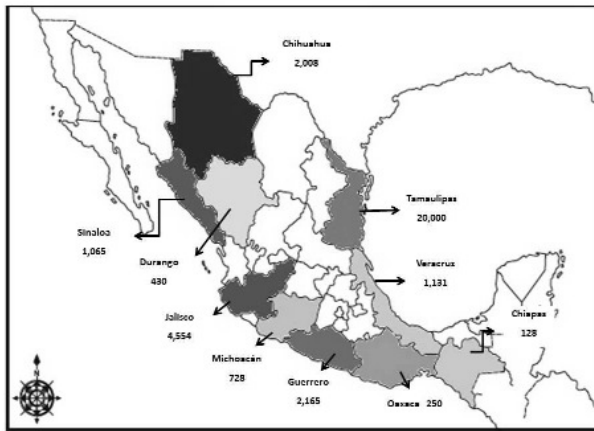 Chihuahua
2,008
Tamaulipas
20,000
Sinaloa
1,065
Veracruz
1,131
Durango
430
Chiapas
128
Jalisco
4,554
Michoacán
728
Guerrero
2,165
Oaxaca 250
N